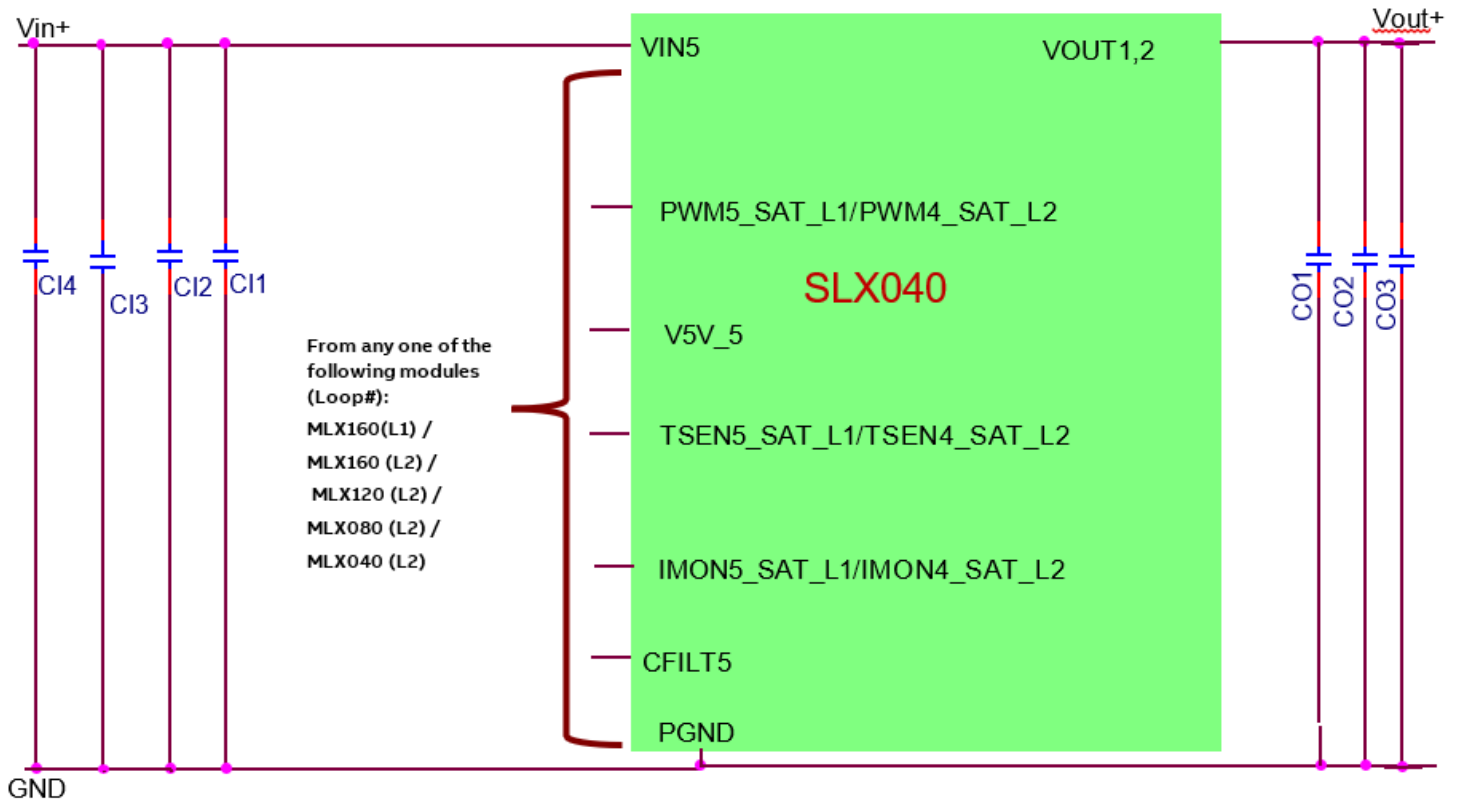 Vin+
Vout+
VIN5
VOUT1,2
PWM5_SAT_L1/PWM4_SAT_L2
SLX040
CI4
CI3
CI2
CI1
CO1
CO2
CO3
V5V_5
From any one of the
following modules
(Loop#):
MLX160(L1) /
MLX160 (L2) /
MLX120 (L2) /
MLX080 (L2) /
MLX040 (L2)
TSEN5_SAT_L1/TSEN4_SAT_L2
IMON5_SAT_L1/IMON4_SAT_L2
CFILT5
PGND
GND